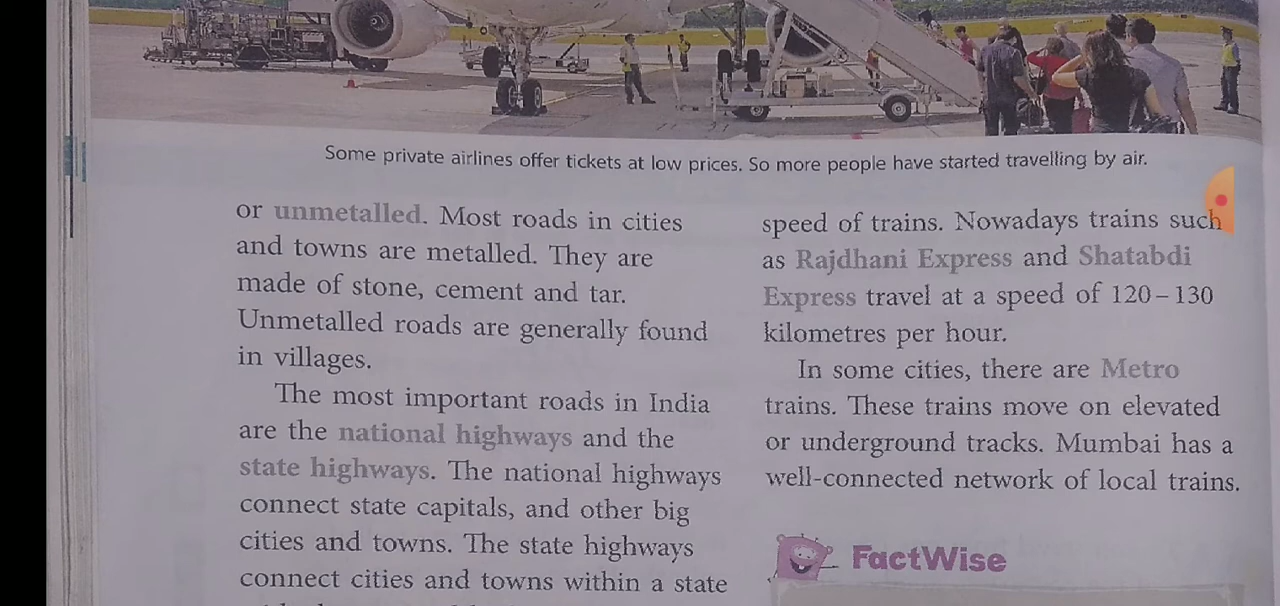 Some private airlines offer tickets at low prices. So more people have started travelling by air.
or unmetalled. Most roads in cities
and towns are metalled. They are
made of stone, cement and tar.
Unmetalled roads are generally found
in villages.
The most important roads in India
are the national highways and the
state highways. The national highways
connect state capitals, and other big
cities and towns. The state highways
connect cities and towns within a state
speed of trains. Nowadays trains such
as Rajdhani Express and Shatabdi
Express travel at a speed of 120–130
kilometres per hour.
In some cities, there are Metro
trains. These trains move on elevated
or underground tracks. Mumbai has a
well-connected network of local trains.
FactWise